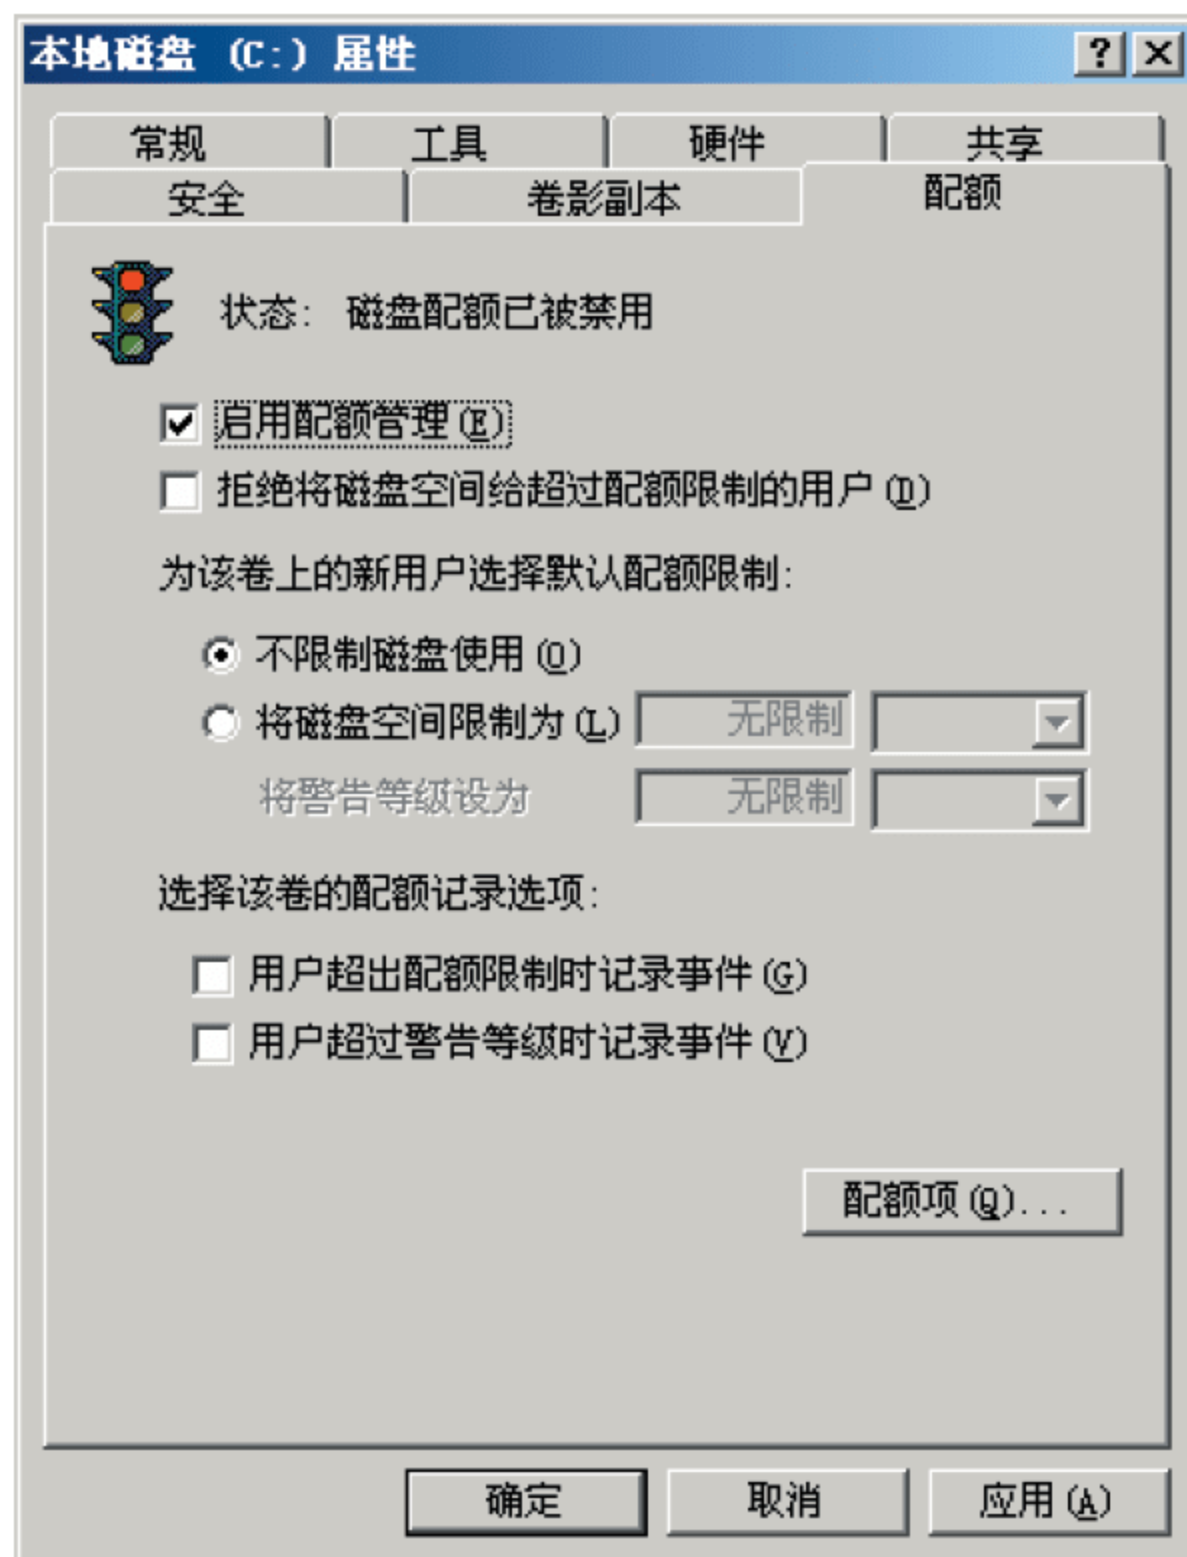 本地磁盘 (C:) 属性
常规 工具 硬件 共享
安全 卷影副本 配额
状态: 磁盘配额已被禁用
启用配额管理(E)
拒绝将磁盘空间给超过配额限制的用户(D)
为该卷上的新用户选择默认配额限制:
不限制磁盘使用(O)
将磁盘空间限制为(L) 无限制
将警告等级设为 无限制
选择该卷的配额记录选项:
用户超出配额限制时记录事件(G)
用户超过警告等级时记录事件(V)
配额项(Q)...
确定 取消 应用(A)